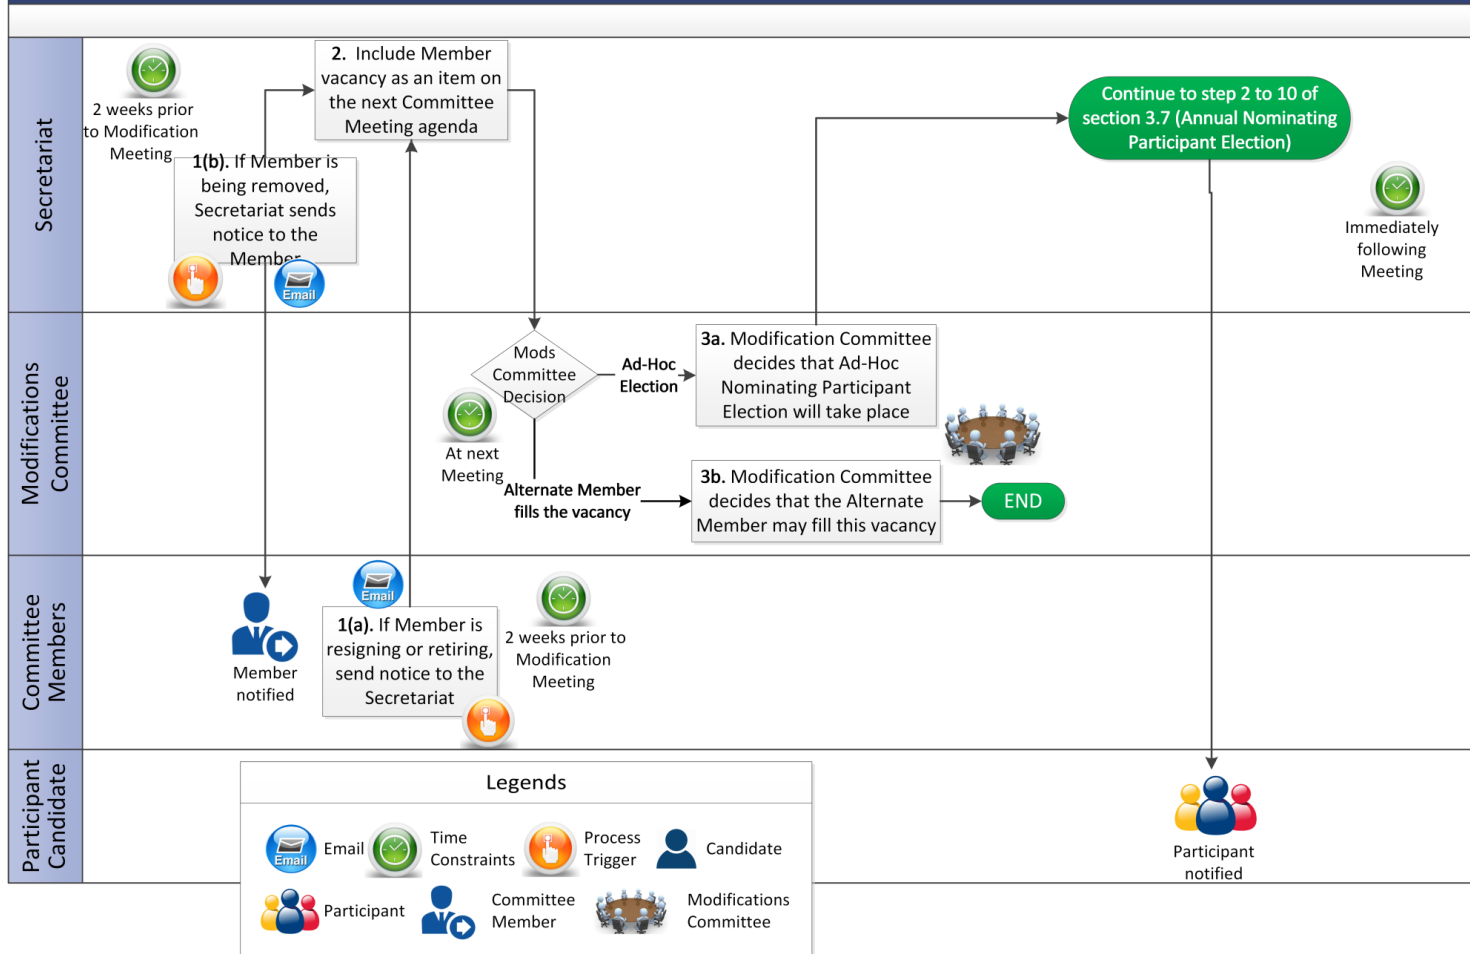 Secretariat
2 weeks prior
to Modification
Meeting
1(b). If Member is
being removed,
Secretariat sends
notice to the
Member
Email
2. Include Member
vacancy as an item on
the next Committee
Meeting agenda
Continue to step 2 to 10 of
section 3.7 (Annual Nominating
Participant Election)
Immediately
following
Meeting
Modifications
Committee
Mods
Committee
Decision
At next
Meeting
Ad-Hoc
Election
3a. Modification Committee
decides that Ad-Hoc
Nominating Participant
Election will take place
Alternate Member
fills the vacancy
3b. Modification Committee
decides that the Alternate
Member may fill this vacancy
END
Committee
Members
Member
notified
Email
1(a). If Member is
resigning or retiring,
send notice to the
Secretariat
2 weeks prior to
Modification
Meeting
Participant
Candidate
Participant
notified
Legends
Email
Email
Time
Constraints
Process
Trigger
Candidate
Participant
Committee
Member
Modifications
Committee